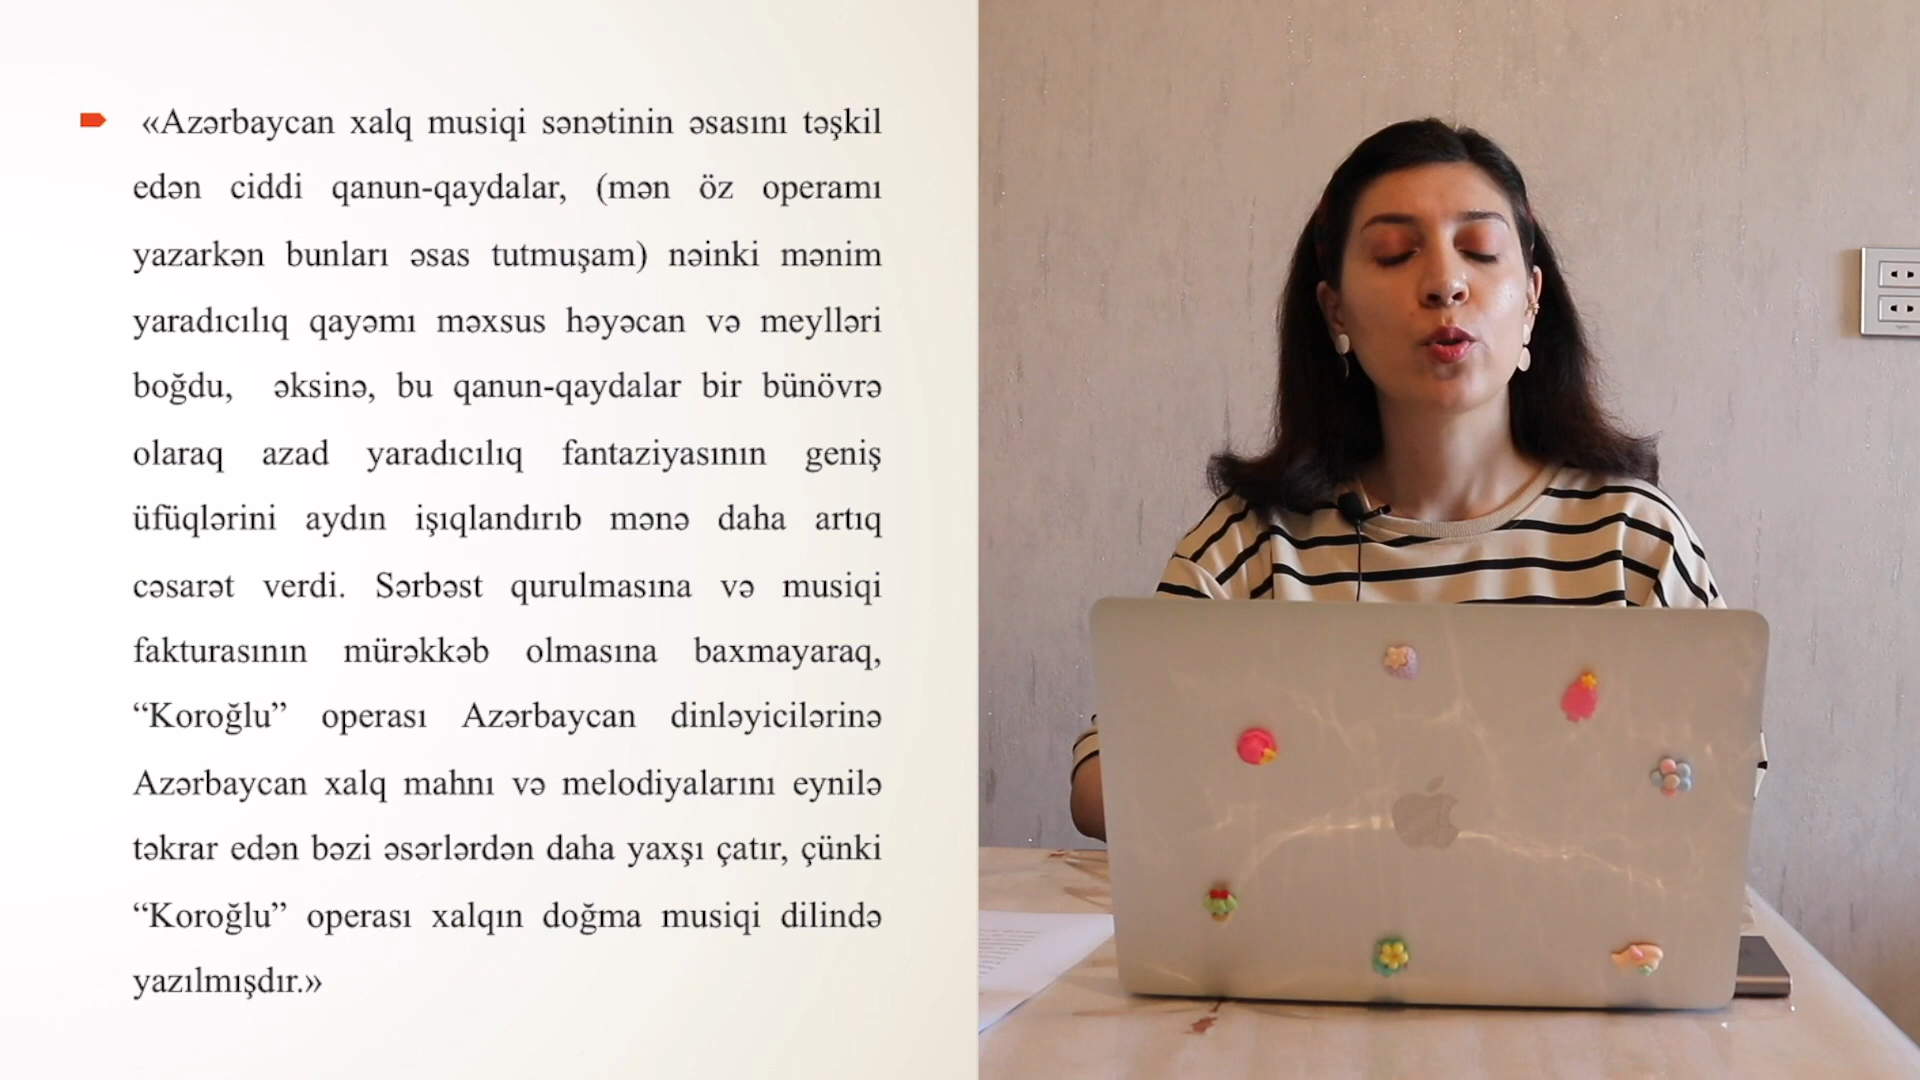 «Azərbaycan xalq musiqi sənətinin əsasını təşkil
edən ciddi qanun-qaydalar, (mən öz operamı
yazarkən bunları əsas tutmuşam) nəinki mənim
yaradıcılıq qayəmı məxsus həyəcan və meylləri
boğdu, əksinə, bu qanun-qaydalar bir bünövrə
olaraq azad yaradıcılıq fantaziyasının geniş
üfüqlərini aydın işıqlandırıb mənə daha artıq
cəsarət verdi. Sərbəst qurulmasına və musiqi
fakturasının mürəkkəb olmasına baxmayaraq,
“Koroğlu” operası Azərbaycan dinləyicilərinə
Azərbaycan xalq mahnı və melodiyalarını eynilə
təkrar edən bəzi əsərlərdən daha yaxşı çatır, çünki
“Koroğlu” operası xalqın doğma musiqi dilində
yazılmışdır.»